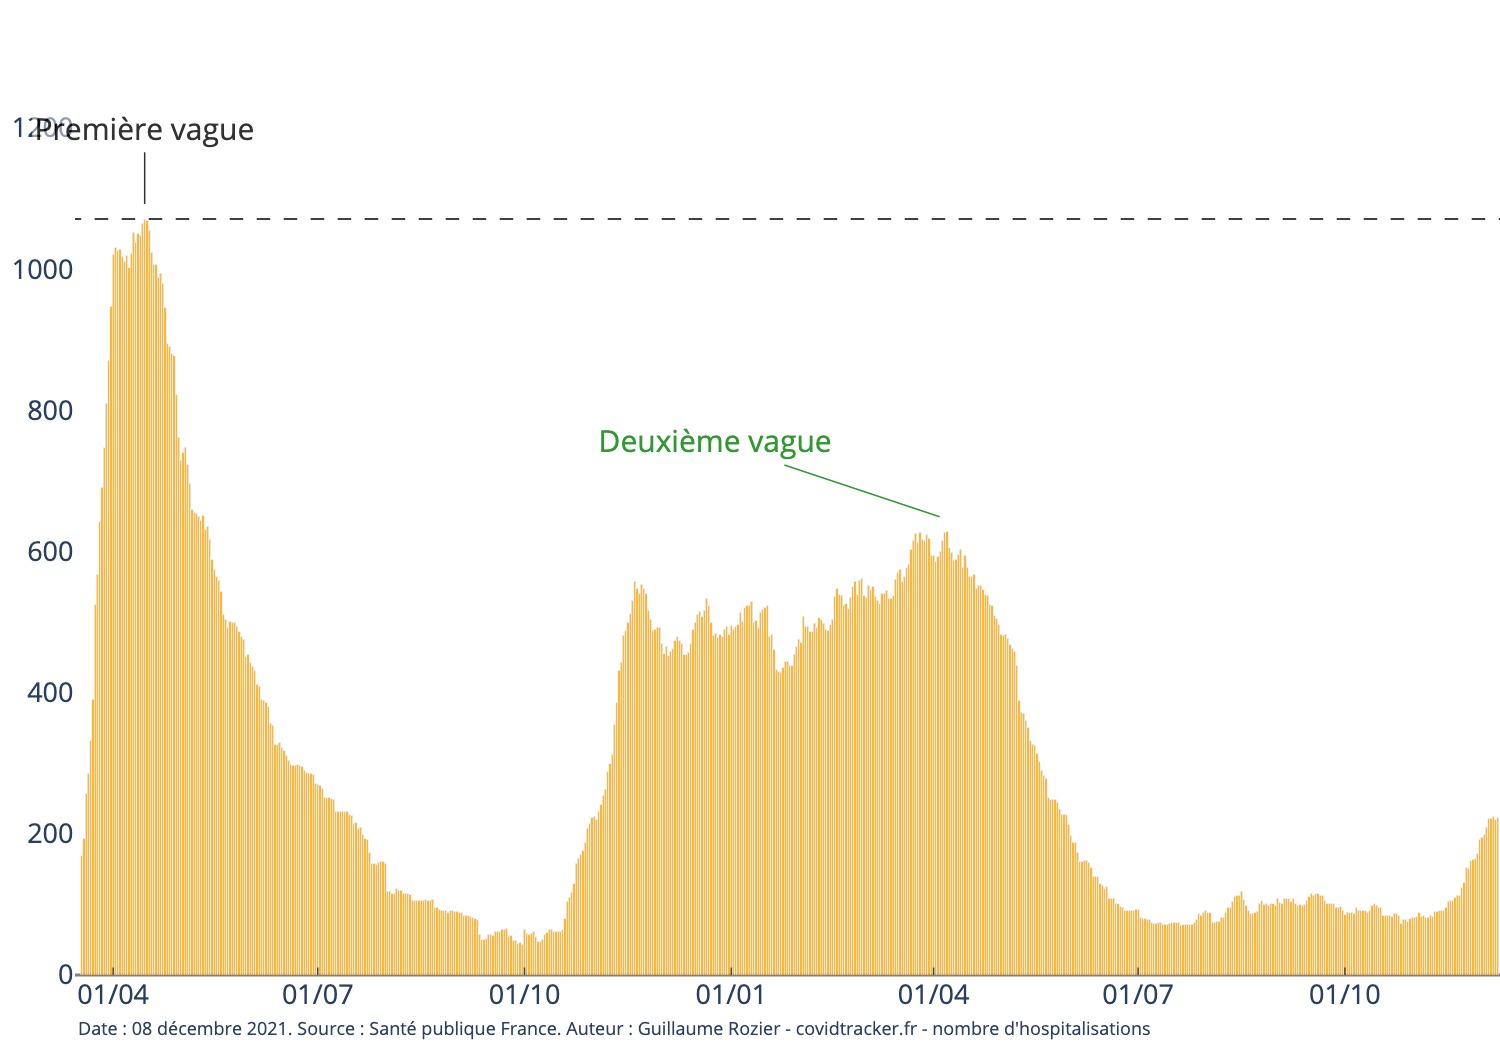 1200
Première vague
1000
800
Deuxième vague
600
400
200
0
01/04 01/07 01/10 01/01 01/04 01/07 01/10
Date : 08 décembre 2021. Source : Santé publique France. Auteur : Guillaume Rozier - covidtracker.fr - nombre d'hospitalisations